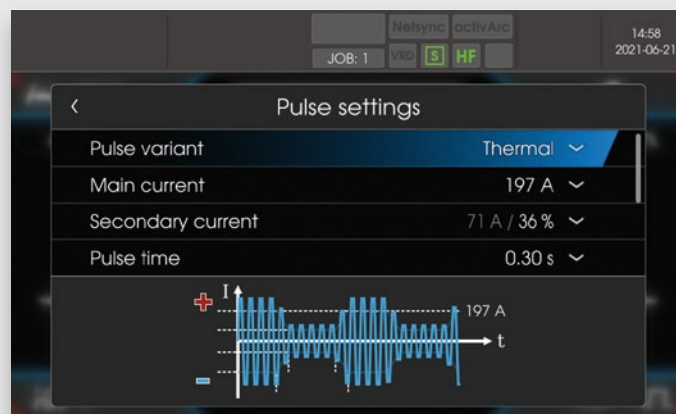 Netsync activArc
JOB: 1 VRD S HF
14:58
2021-06-21
Pulse settings
Pulse variant Thermal
Main current 197 A
Secondary current 71 A / 36 %
Pulse time 0.30 s
I
197 A
t